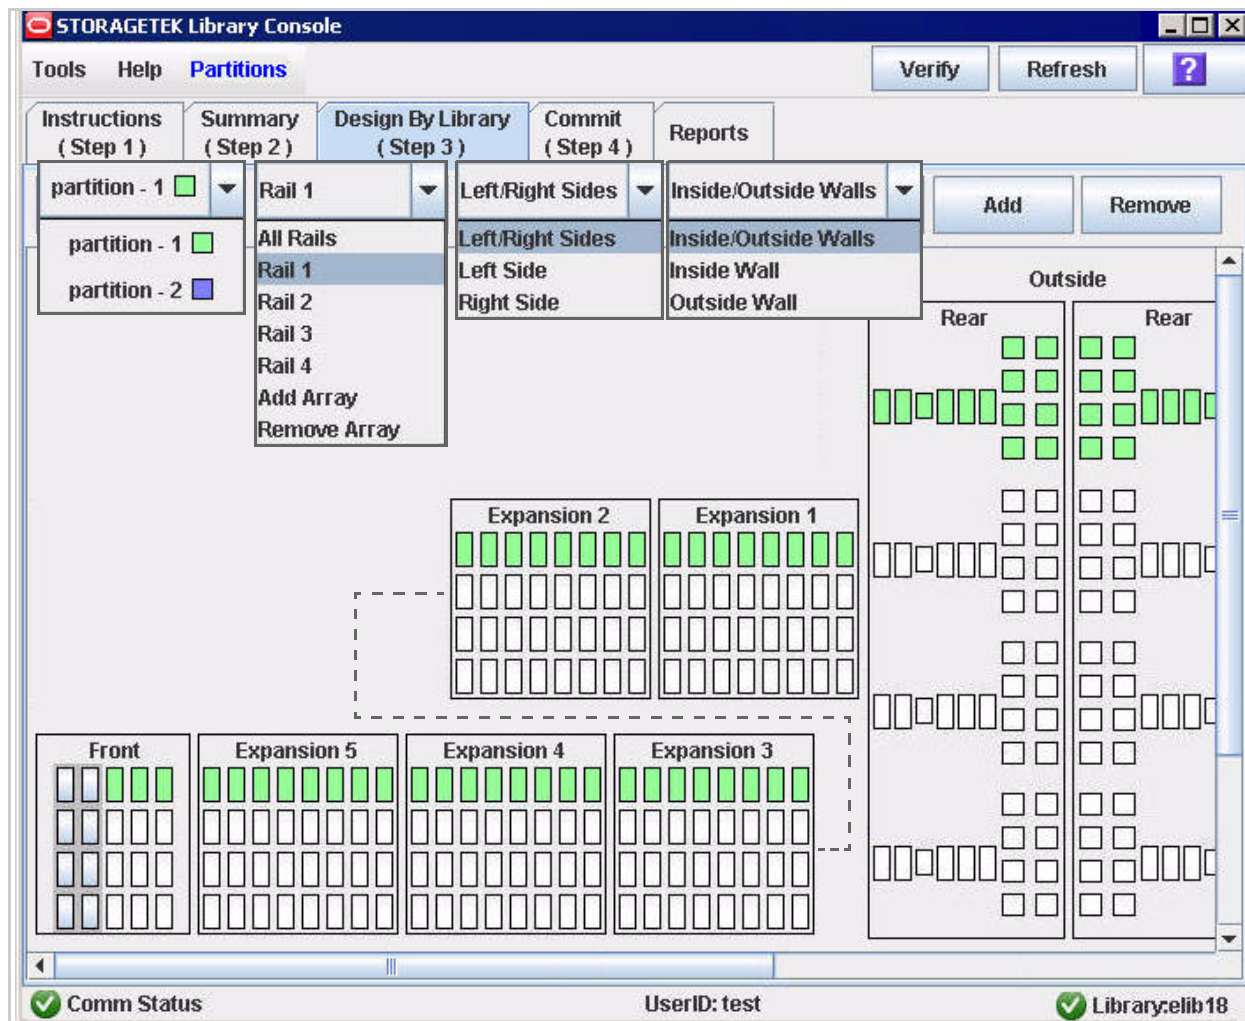 STORAGETEK Library Console
Tools Help Partitions Verify Refresh ?
Instructions Summary Design By Library Commit Reports
( Step 1 ) ( Step 2 ) ( Step 3 ) ( Step 4 )
partition - 1 Rail 1 Left/Right Sides Inside/Outside Walls Add Remove
partition - 1 All Rails Left/Right Sides Inside/Outside Walls
partition - 2 Rail 1 Left Side Inside Wall
Rail 2 Right Side Outside Wall
Rail 3
Rail 4
Add Array
Remove Array
Outside
Rear Rear
Expansion 2 Expansion 1
Front Expansion 5 Expansion 4 Expansion 3
Comm Status UserID: test Library:elib18